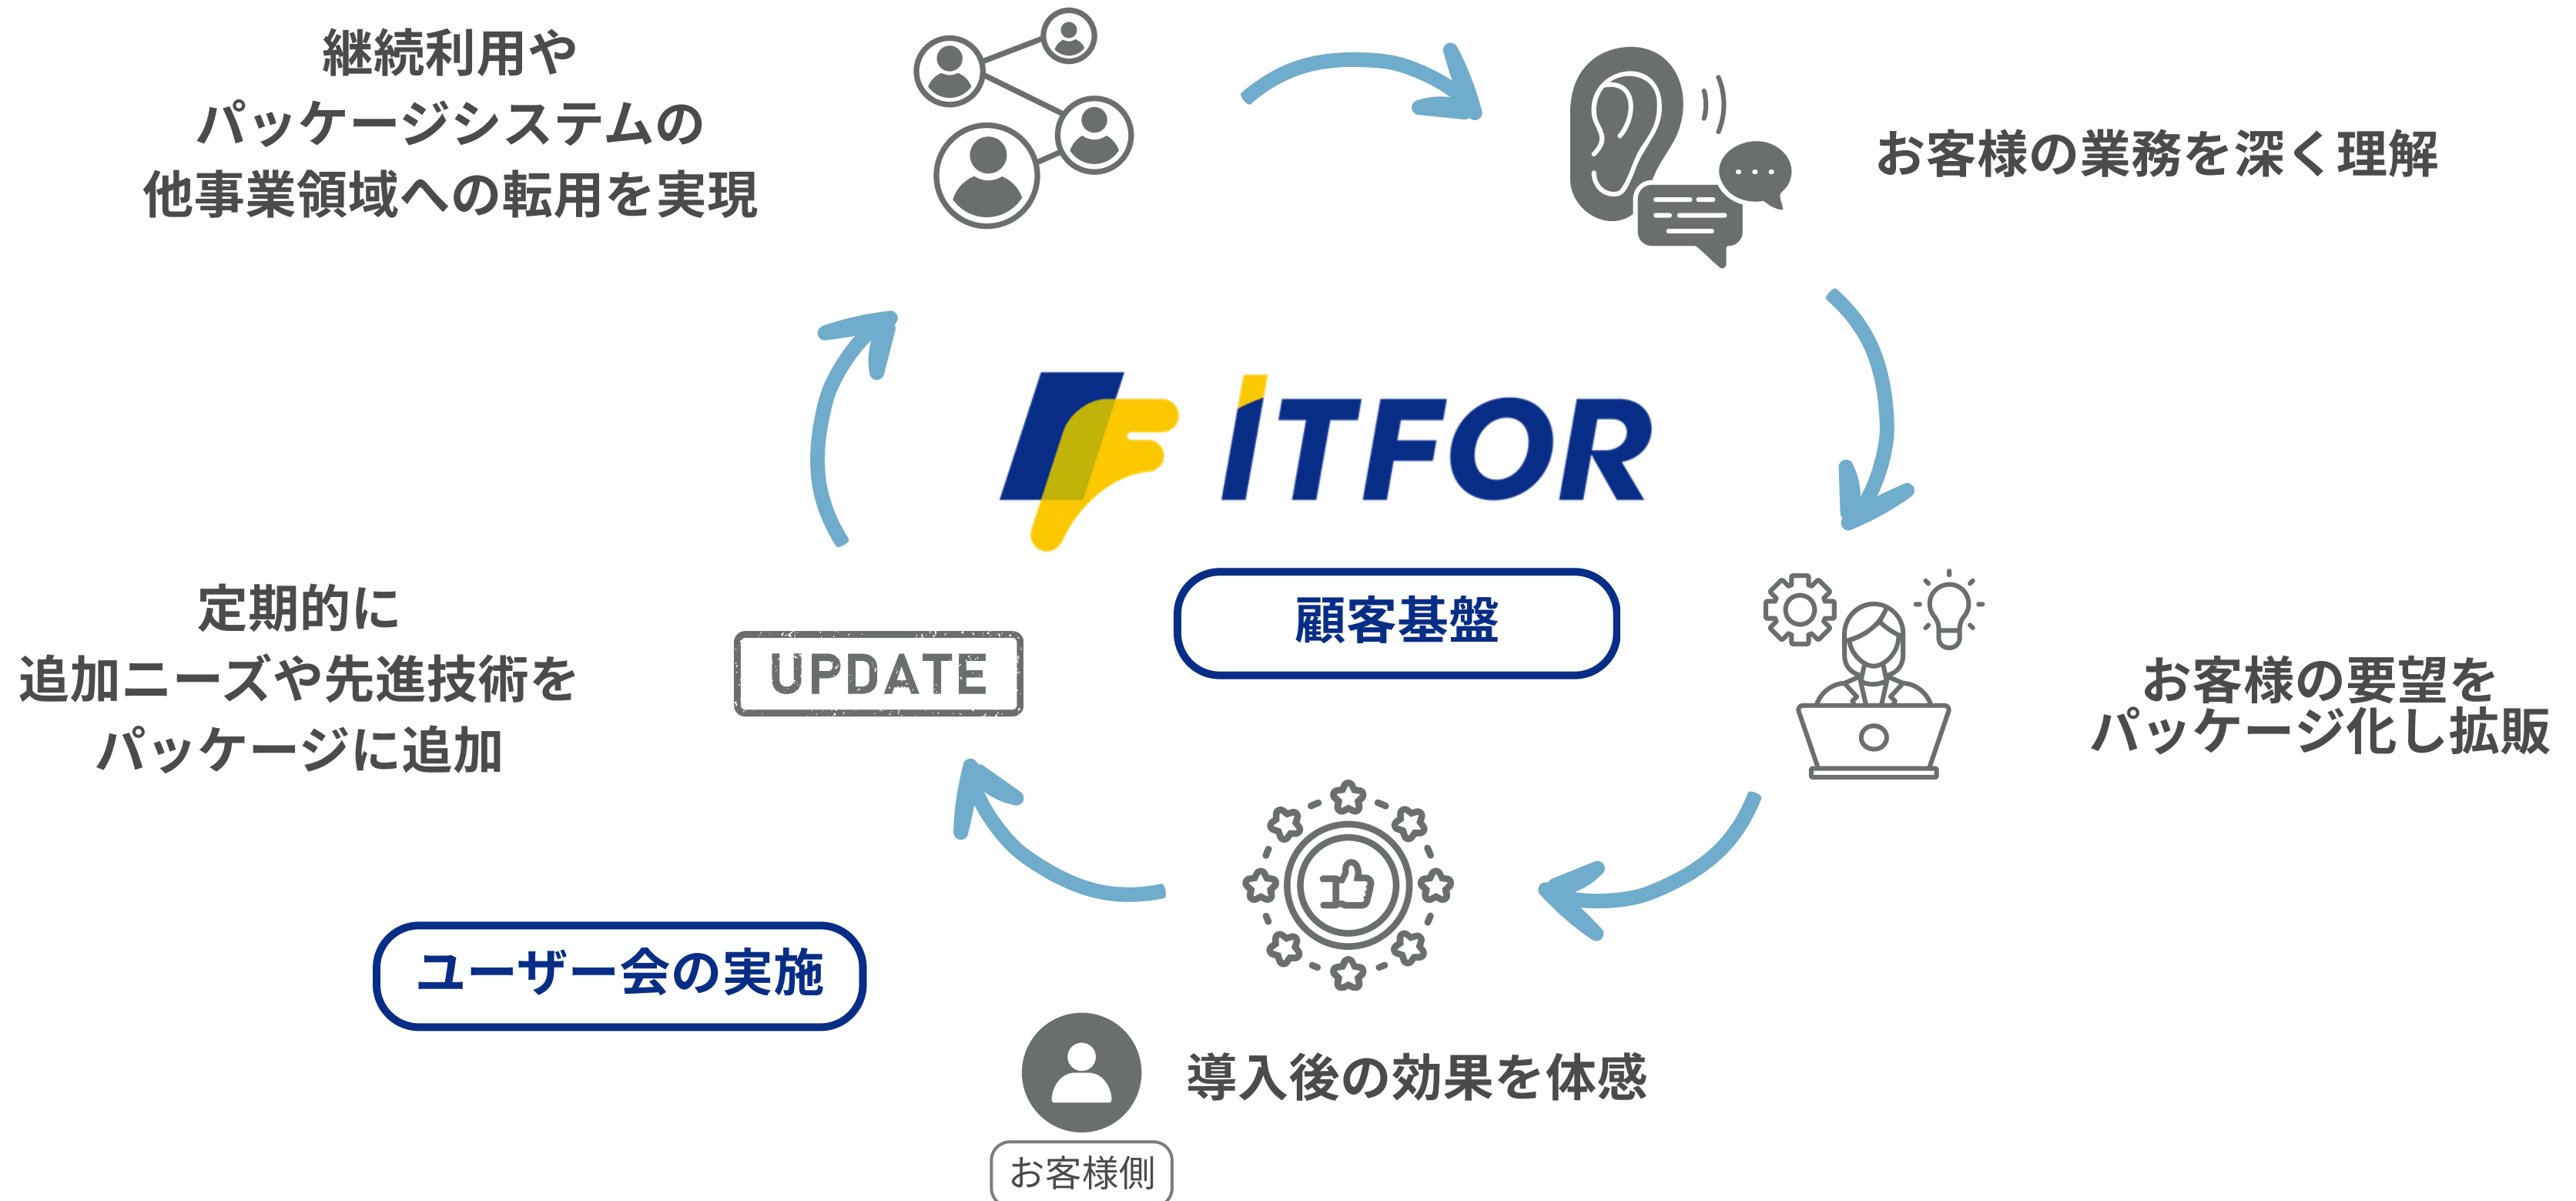 継続利用や
パッケージシステムの
他事業領域への転用を実現
お客様の業務を深く理解
ITFOR
顧客基盤
定期的に
追加ニーズや先進技術を
パッケージに追加
UPDATE
お客様の要望を
パッケージ化し拡販
ユーザー会の実施
導入後の効果を体感
お客様側